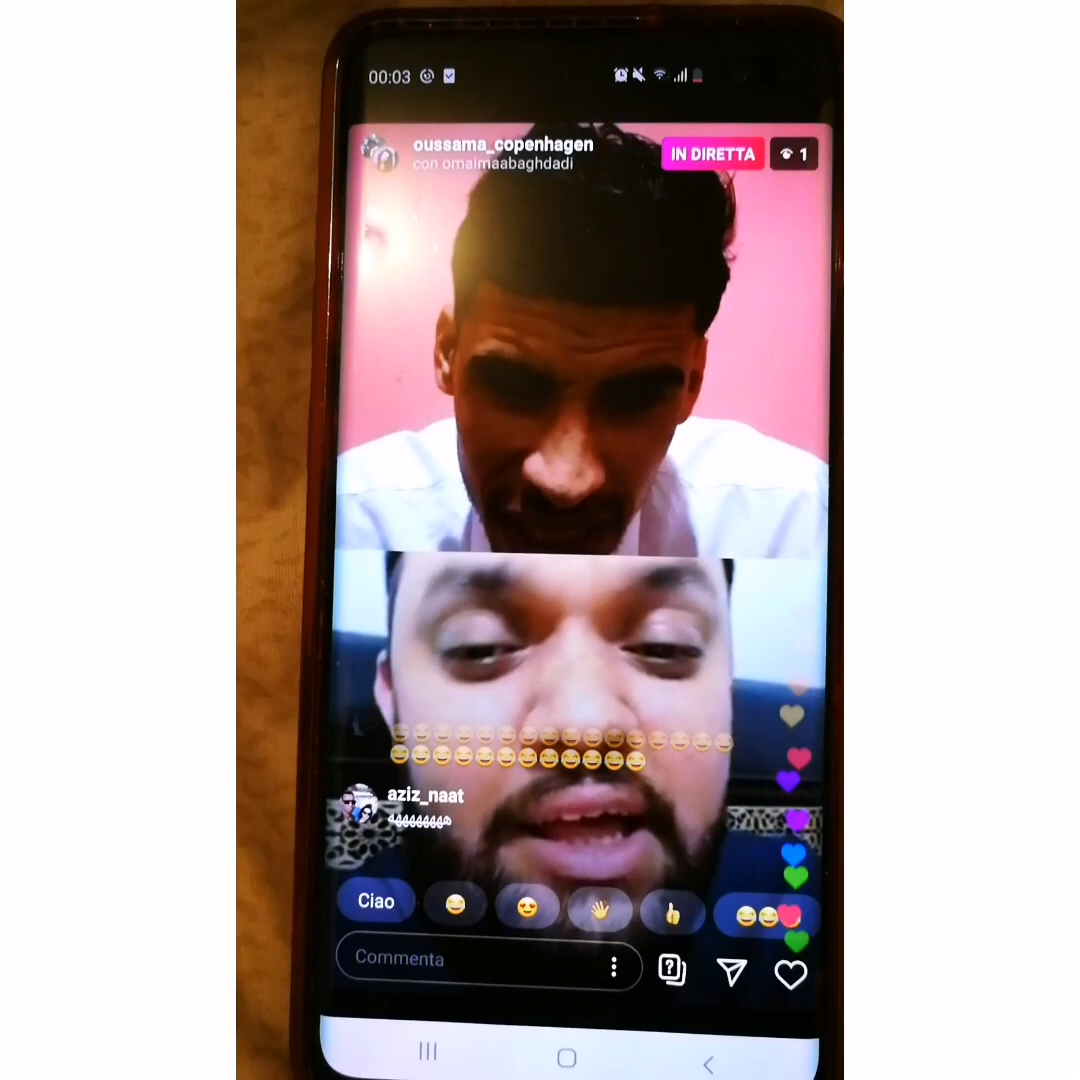 00:03
oussama_copenhagen
con omaimaabaghdadi
IN DIRETTA
1
😂😂😂😂😂😂😂😂😂😂😂😂😂😂😂😂
😂😂😂😂😂😂😂😂😂😂😂😂
aziz_naat
Ciao 😂 😍 👋 👍 😂😂
Commenta